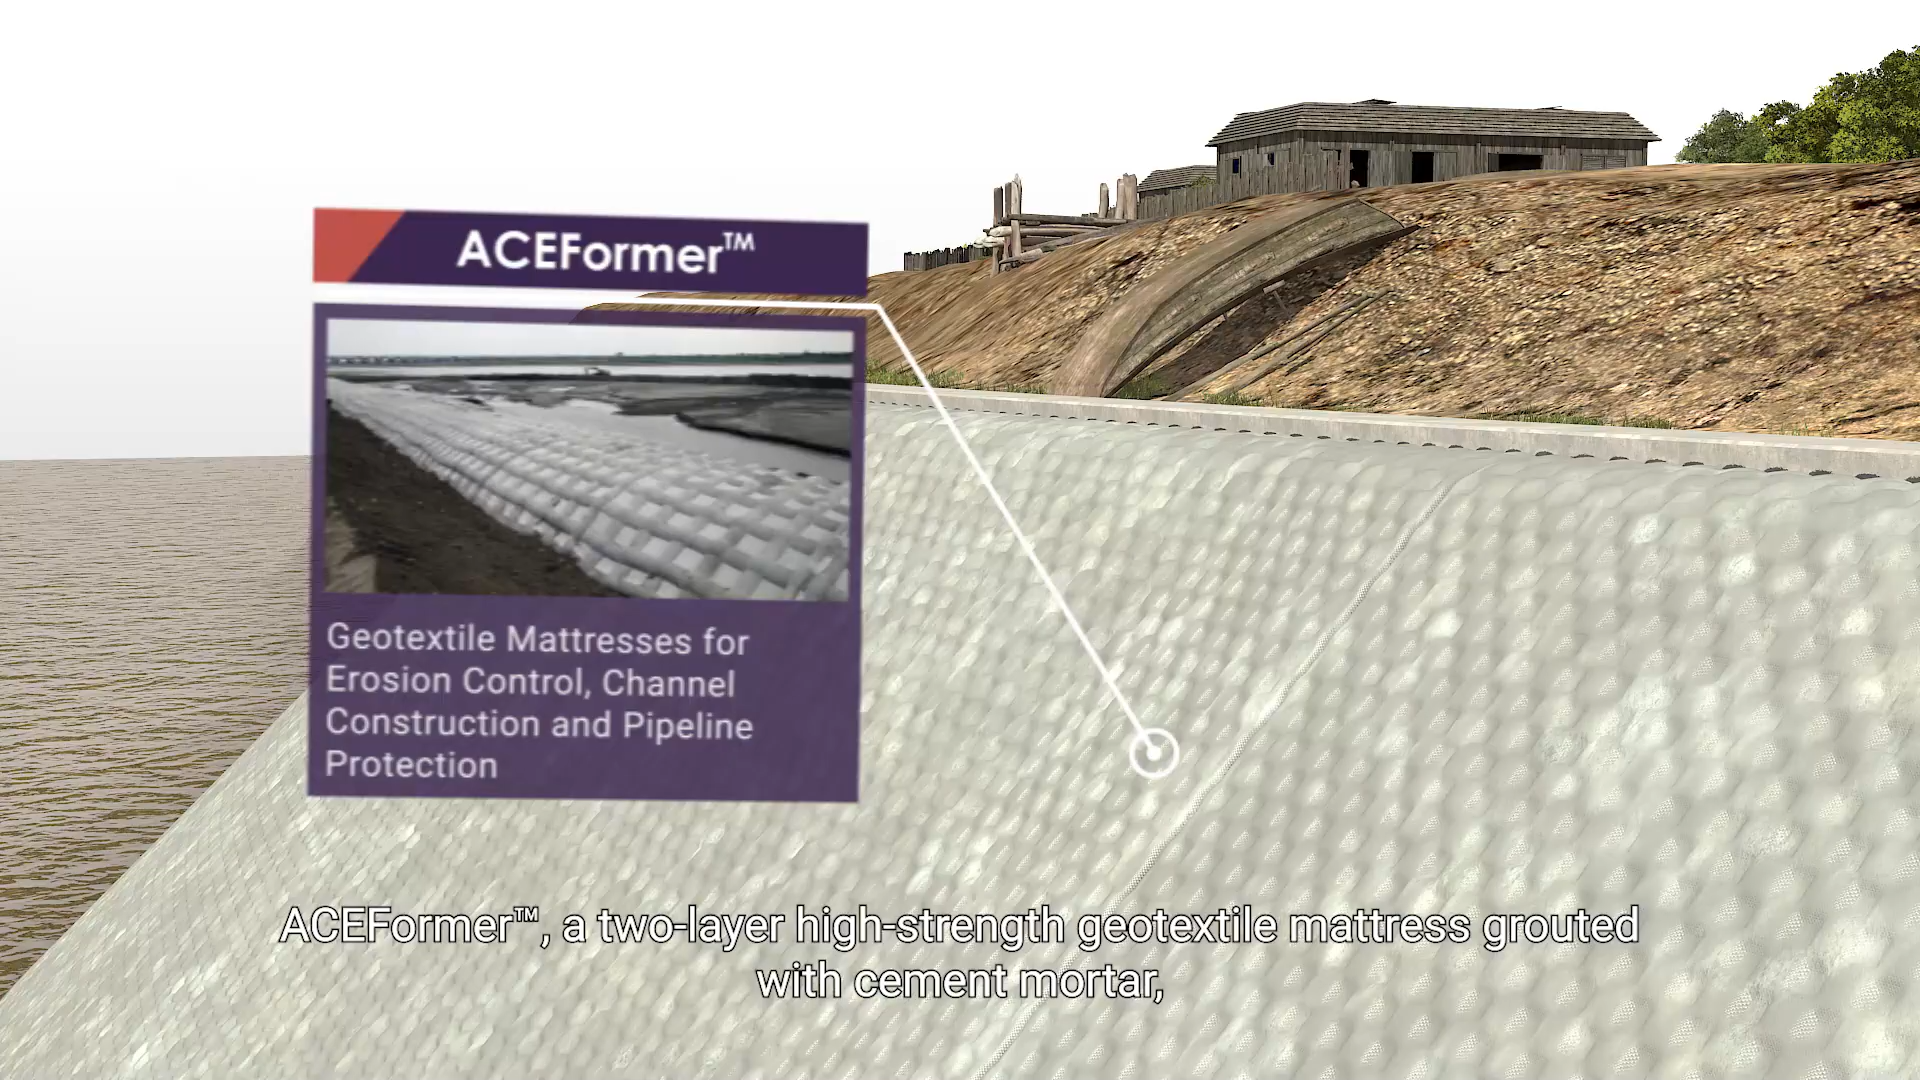 ACEFormer™
Geotextile Mattresses for
Erosion Control, Channel
Construction and Pipeline
Protection
ACEFormer™, a two-layer high-strength geotextile mattress grouted
with cement mortar,